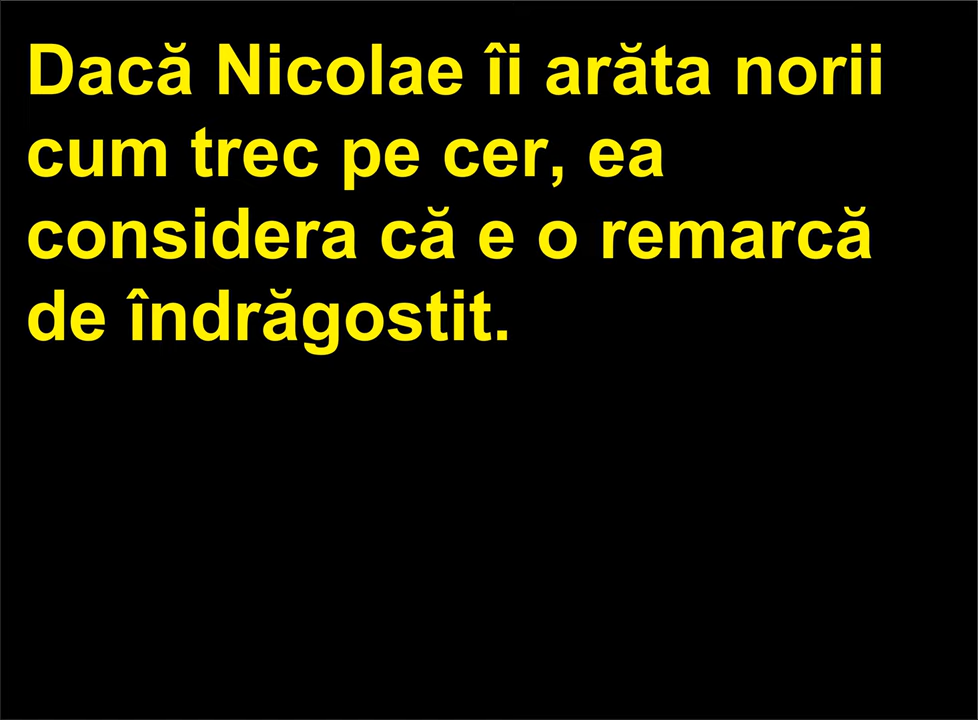 Dacă Nicolae îi arăta norii
cum trec pe cer, ea
considera că e o remarcă
de îndrăgostit.